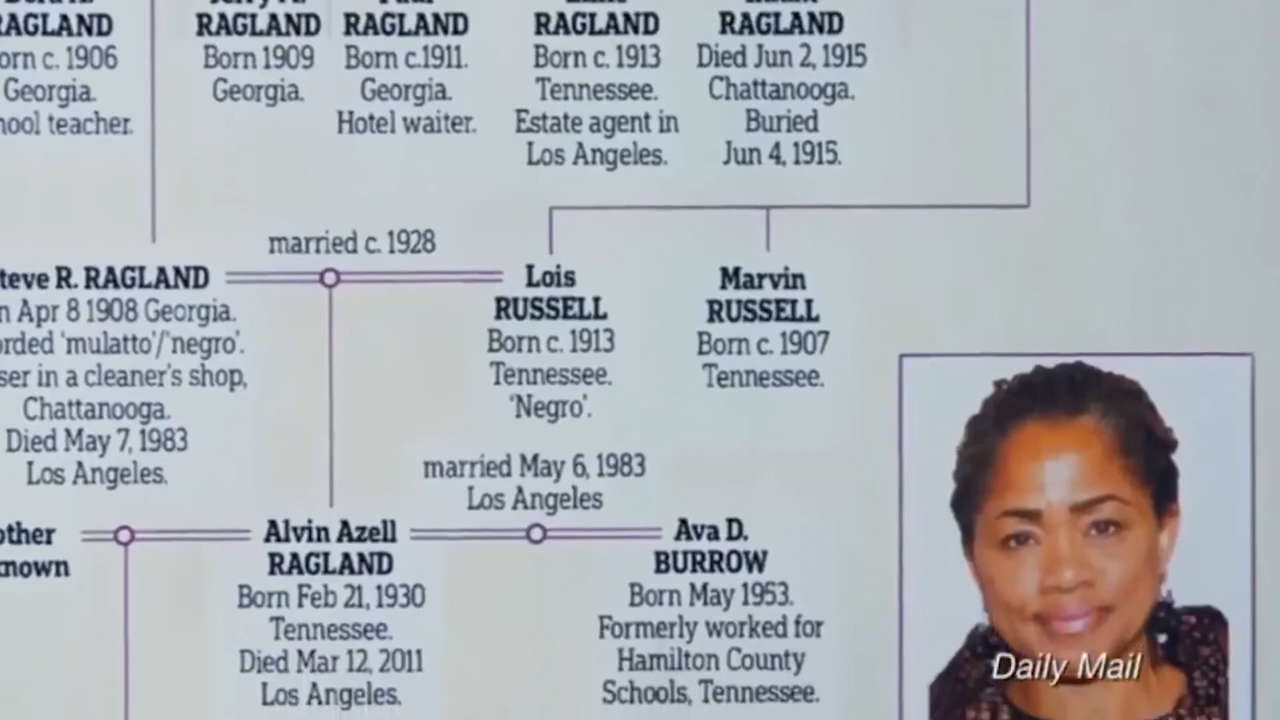 RAGLAND
Born c. 1906
Georgia.
RAGLAND
Born 1909
Georgia.
RAGLAND
Born c.1911.
Georgia.
Hotel waiter.
RAGLAND
Born c. 1913
Tennessee.
Estate agent in
Los Angeles.
RAGLAND
Died Jun 2, 1915
Chattanooga.
Buried
Jun 4, 1915.
married c. 1928
teve R. RAGLAND
n Apr 8 1908 Georgia.
orded ‘mulatto’/‘negro’.
ser in a cleaner’s shop,
Chattanooga.
Died May 7, 1983
Los Angeles.
Lois
RUSSELL
Born c. 1913
Tennessee.
‘Negro’.
Marvin
RUSSELL
Born c. 1907
Tennessee.
married May 6, 1983
Los Angeles
other
nown
Alvin Azell
RAGLAND
Born Feb 21, 1930
Tennessee.
Died Mar 12, 2011
Los Angeles.
Ava D.
BURROW
Born May 1953.
Formerly worked for
Hamilton County
Schools, Tennessee.
Daily Mail